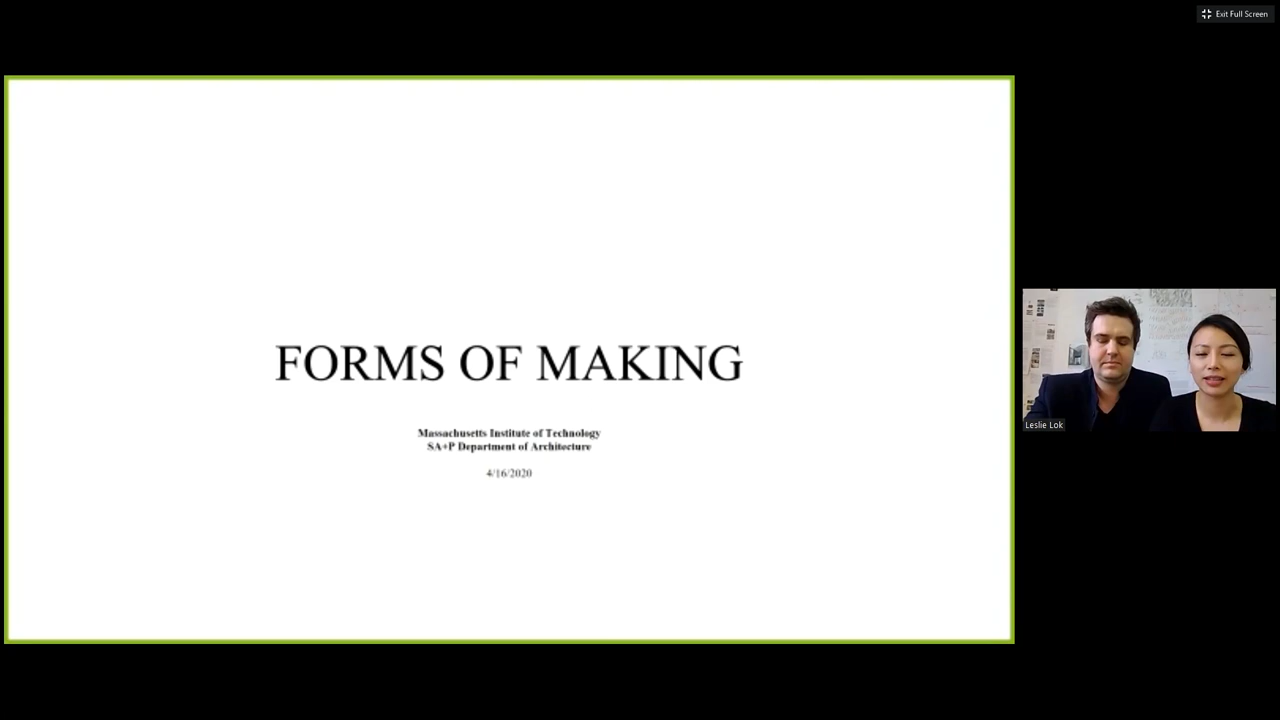 Exit Full Screen
FORMS OF MAKING
Massachusetts Institute of Technology
SA+P Department of Architecture
4/16/2020
Leslie Lok